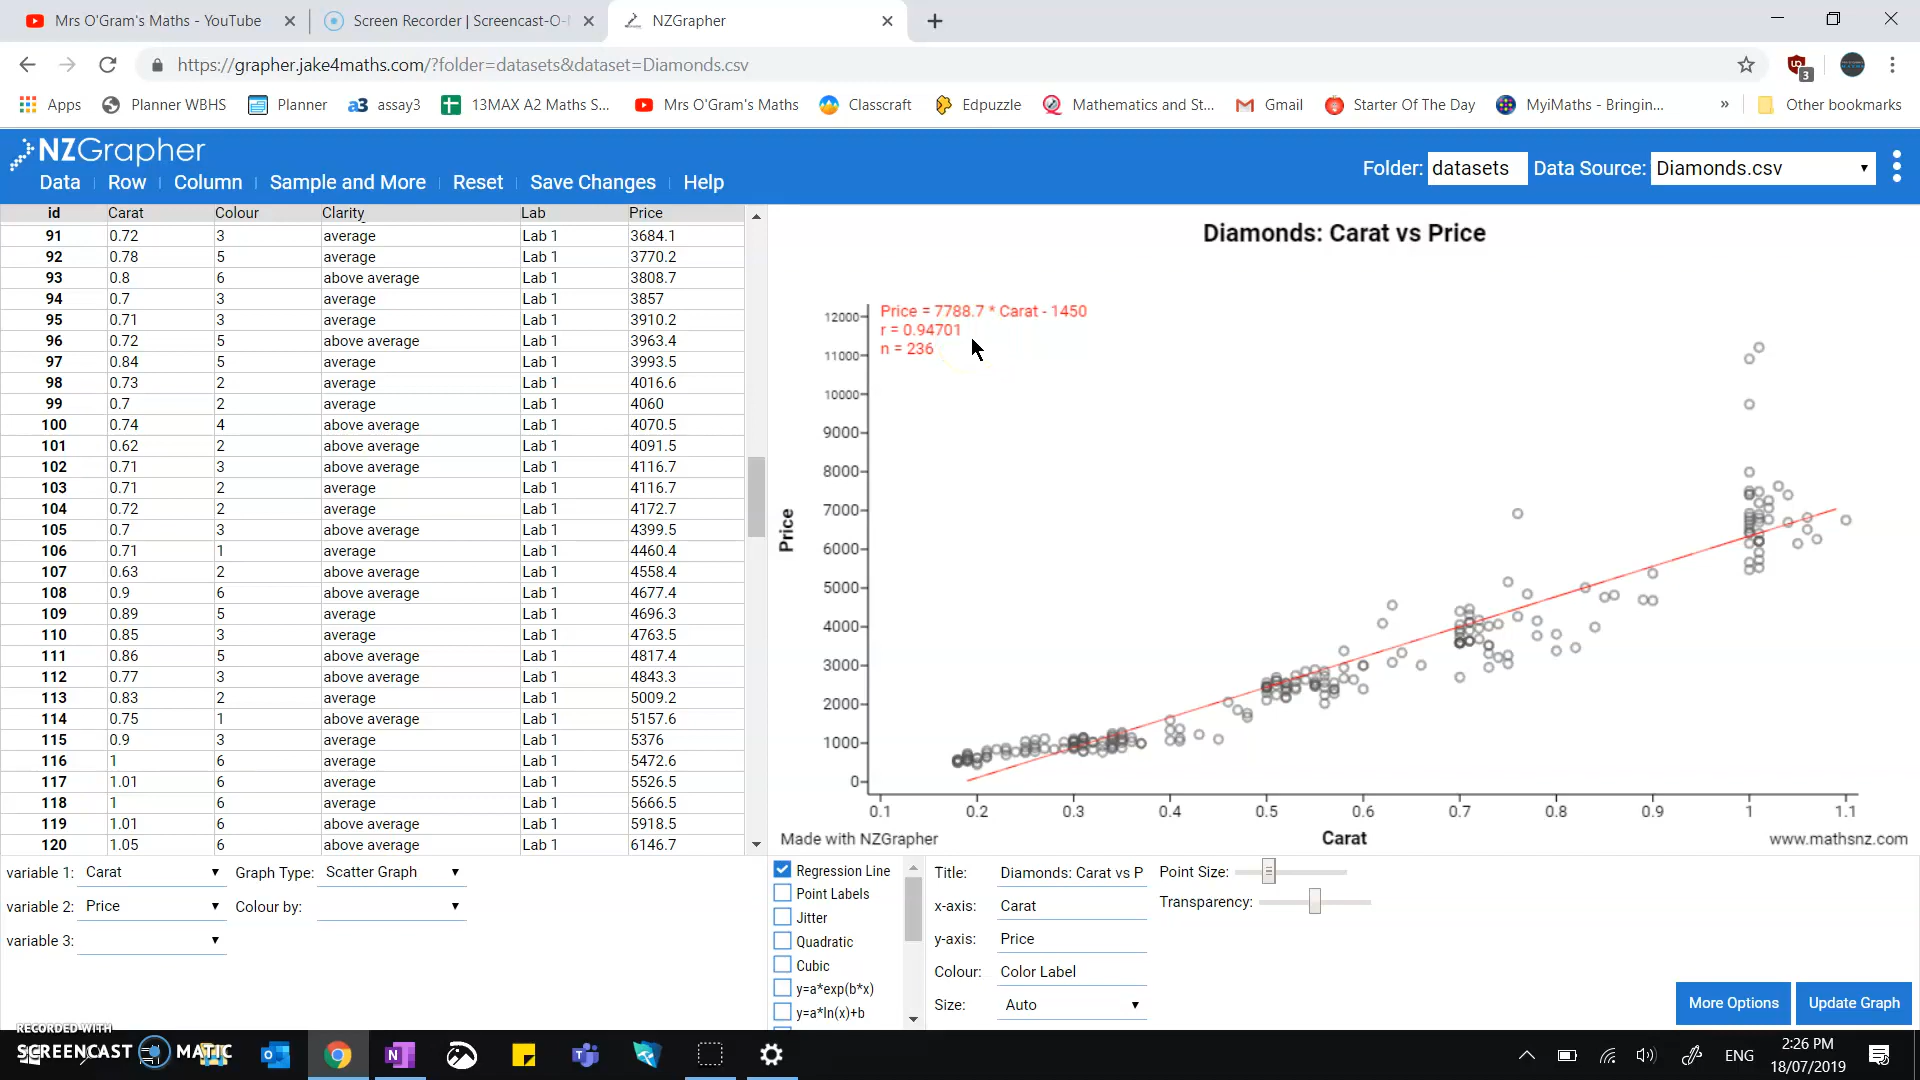 Mrs O'Gram's Maths - YouTube
Screen Recorder | Screencast-O-
NZGrapher
https://grapher.jake4maths.com/?folder=datasets&dataset=Diamonds.csv
3
Apps
Planner WBHS
Planner
a3 assay3
13MAX A2 Maths S...
Mrs O'Gram's Maths
Classcraft
Edpuzzle
Mathematics and St...
Gmail
Starter Of The Day
MyiMaths - Bringin...
»
Other bookmarks
NZGrapher
Data Row Column Sample and More Reset Save Changes Help
Folder: datasets Data Source: Diamonds.csv
id Carat Colour Clarity Lab Price
91 0.72 3 average Lab 1 3684.1
92 0.78 5 average Lab 1 3770.2
93 0.8 6 above average Lab 1 3808.7
94 0.7 3 average Lab 1 3857
95 0.71 3 average Lab 1 3910.2
96 0.72 5 above average Lab 1 3963.4
97 0.84 5 average Lab 1 3993.5
98 0.73 2 average Lab 1 4016.6
99 0.7 2 average Lab 1 4060
100 0.74 4 above average Lab 1 4070.5
101 0.62 2 above average Lab 1 4091.5
102 0.71 3 above average Lab 1 4116.7
103 0.71 2 average Lab 1 4116.7
104 0.72 2 average Lab 1 4172.7
105 0.7 3 above average Lab 1 4399.5
106 0.71 1 average Lab 1 4460.4
107 0.63 2 above average Lab 1 4558.4
108 0.9 6 above average Lab 1 4677.4
109 0.89 5 average Lab 1 4696.3
110 0.85 3 average Lab 1 4763.5
111 0.86 5 above average Lab 1 4817.4
112 0.77 3 above average Lab 1 4843.3
113 0.83 2 average Lab 1 5009.2
114 0.75 1 above average Lab 1 5157.6
115 0.9 3 average Lab 1 5376
116 1 6 average Lab 1 5472.6
117 1.01 6 average Lab 1 5526.5
118 1 6 average Lab 1 5666.5
119 1.01 6 above average Lab 1 5918.5
120 1.05 6 above average Lab 1 6146.7
Diamonds: Carat vs Price
Price = 7788.7 * Carat - 1450
r = 0.94701
n = 236
12000
11000
10000
9000
8000
7000
6000
5000
4000
3000
2000
1000
0
Price
0.1 0.2 0.3 0.4 0.5 0.6 0.7 0.8 0.9 1 1.1
Made with NZGrapher
Carat
www.mathsnz.com
variable 1: Carat
Graph Type: Scatter Graph
variable 2: Price
Colour by:
variable 3:
Regression Line
Point Labels
Jitter
Quadratic
Cubic
y=a*exp(b*x)
y=a*ln(x)+b
Title: Diamonds: Carat vs P
x-axis: Carat
y-axis: Price
Colour: Color Label
Size: Auto
Point Size:
Transparency:
More Options
Update Graph
RECORDED WITH
SCREENCAST MATIC
ENG
2:26 PM
18/07/2019